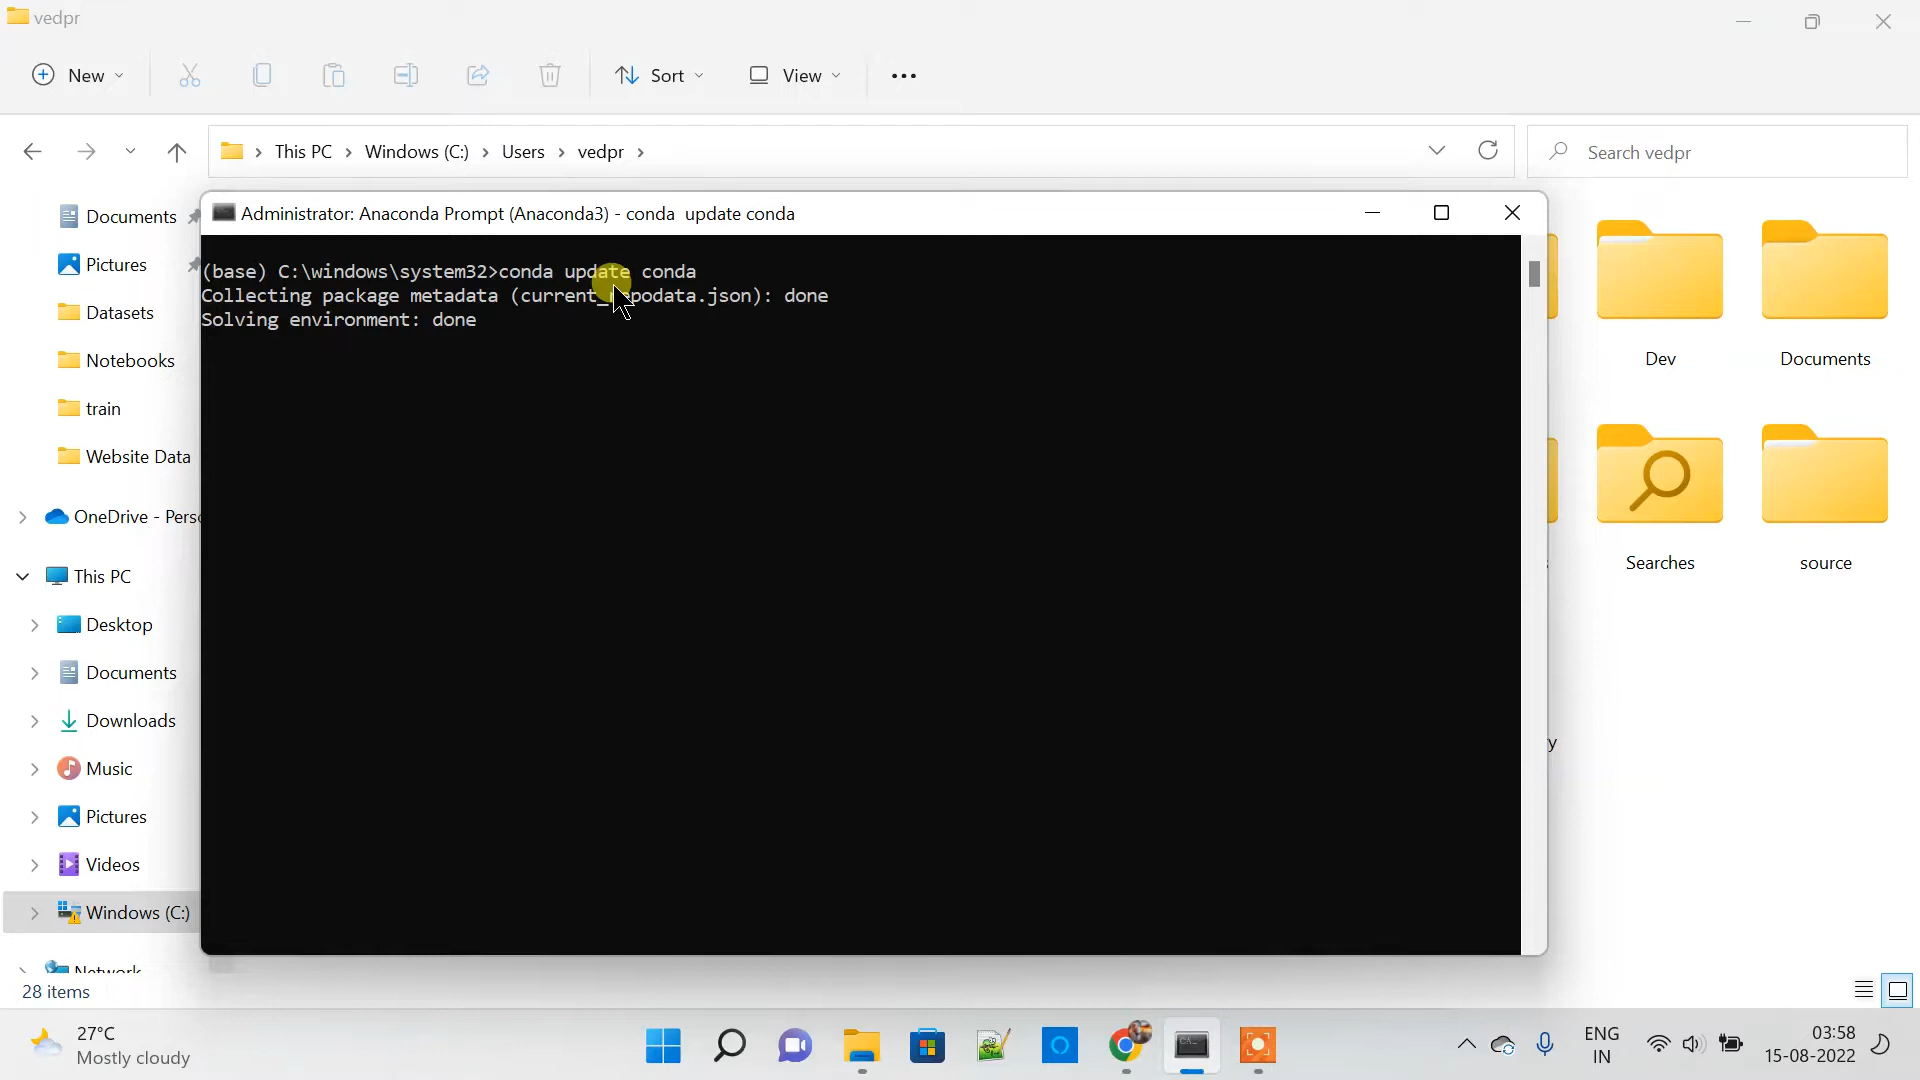 vedpr
New
Sort
View
This PC
Windows (C:)
Users
vedpr
Search vedpr
Documents
Pictures
Datasets
Notebooks
train
Website Data
OneDrive - Pers
This PC
Desktop
Documents
Downloads
Music
Pictures
Videos
Windows (C:)
Network
28 items
Administrator: Anaconda Prompt (Anaconda3) - conda  update conda
(base) C:\windows\system32>conda update conda
Collecting package metadata (current_repodata.json): done
Solving environment: done
Dev
Documents
Searches
source
y
27°C
Mostly cloudy
ENG
IN
03:58
15-08-2022